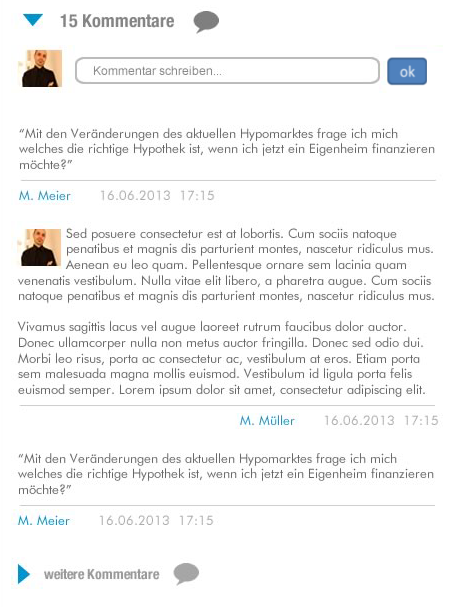 15 Kommentare
Kommentar schreiben...
ok
“Mit den Veränderungen des aktuellen Hypomarktes frage ich mich
welches die richtige Hypothek ist, wenn ich jetzt ein Eigenheim finanzieren
möchte?”
M. Meier 16.06.2013 17:15
Sed posuere consectetur est at lobortis. Cum sociis natoque
penatibus et magnis dis parturient montes, nascetur ridiculus mus.
Aenean eu leo quam. Pellentesque ornare sem lacinia quam
venenatis vestibulum. Nulla vitae elit libero, a pharetra augue. Cum sociis
natoque penatibus et magnis dis parturient montes, nascetur ridiculus mus.
Vivamus sagittis lacus vel augue laoreet rutrum faucibus dolor auctor.
Donec ullamcorper nulla non metus auctor fringilla. Donec sed odio dui.
Morbi leo risus, porta ac consectetur ac, vestibulum at eros. Etiam porta
sem malesuada magna mollis euismod. Vestibulum id ligula porta felis
euismod semper. Lorem ipsum dolor sit amet, consectetur adipiscing elit.
M. Müller 16.06.2013 17:15
“Mit den Veränderungen des aktuellen Hypomarktes frage ich mich
welches die richtige Hypothek ist, wenn ich jetzt ein Eigenheim finanzieren
möchte?”
M. Meier 16.06.2013 17:15
weitere Kommentare